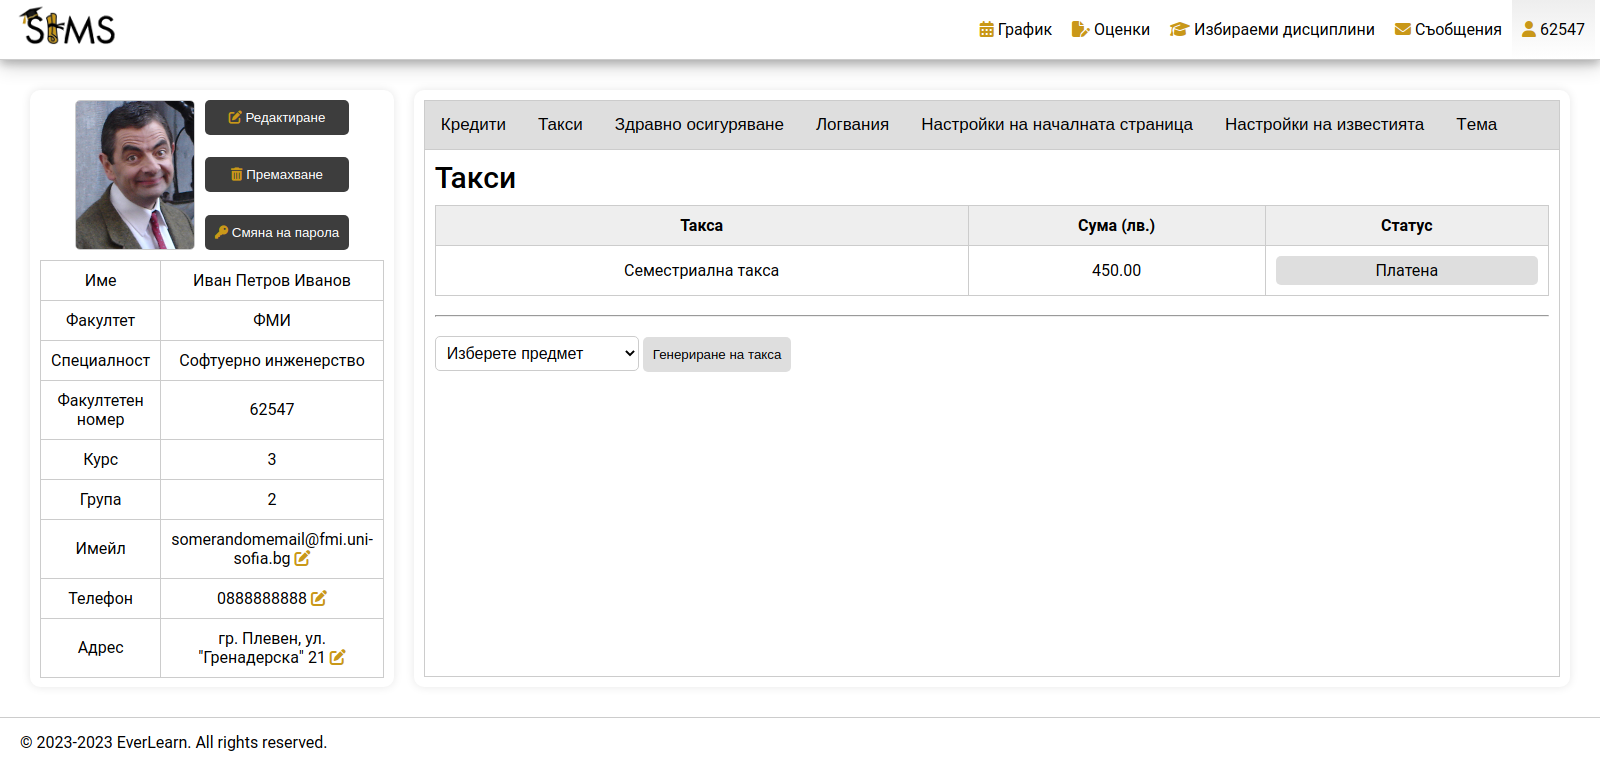 SIMS
График
Оценки
Избираеми дисциплини
Съобщения
62547
Редактиране
Премахване
Смяна на парола
Име
Иван Петров Иванов
Факултет
ФМИ
Специалност
Софтуерно инженерство
Факултетен
номер
62547
Курс
3
Група
2
Имейл
somerandomemail@fmi.uni-
sofia.bg
Телефон
0888888888
Адрес
гр. Плевен, ул.
"Гренадерска" 21
Кредити
Такси
Здравно осигуряване
Логвания
Настройки на началната страница
Настройки на известията
Тема
Такси
Такса
Сума (лв.)
Статус
Семестриална такса
450.00
Платена
Изберете предмет
Генериране на такса
© 2023-2023 EverLearn. All rights reserved.